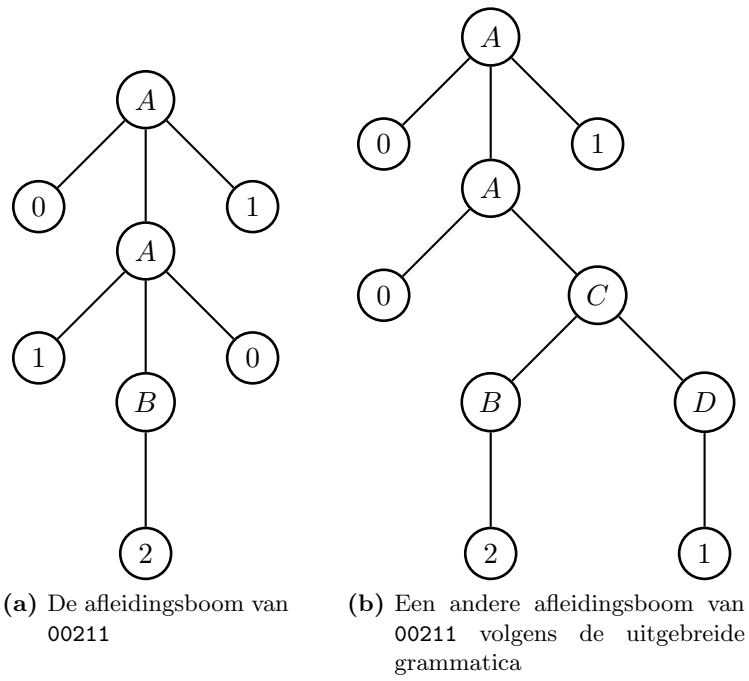 A
0
1
A
1
0
B
2
(a) De afleidingsboom van
00211
A
0
1
A
0
C
B
D
2
1
(b) Een andere afleidingsboom van
00211 volgens de uitgebreide
grammatica